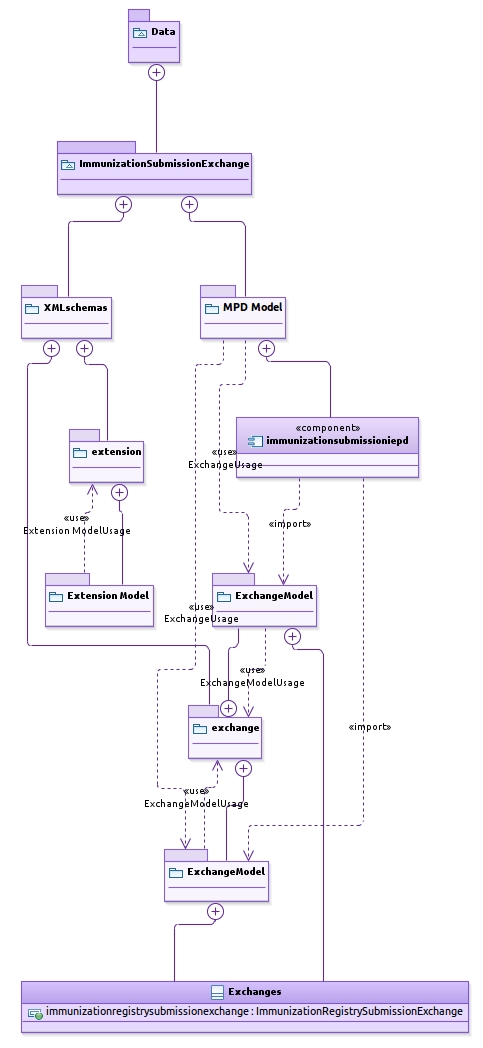 Data
ImmunizationSubmissionExchange
XMLschemas
MPD Model
«component»
immunizationsubmissioniepd
extension
«use»
ExchangeUsage
«use»
Extension ModelUsage
«import»
Extension Model
ExchangeModel
«use»
ExchangeUsage
«use»
ExchangeModelUsage
exchange
«import»
«use»
ExchangeModelUsage
ExchangeModel
Exchanges
immunizationregistrysubmissionexchange : ImmunizationRegistrySubmissionExchange